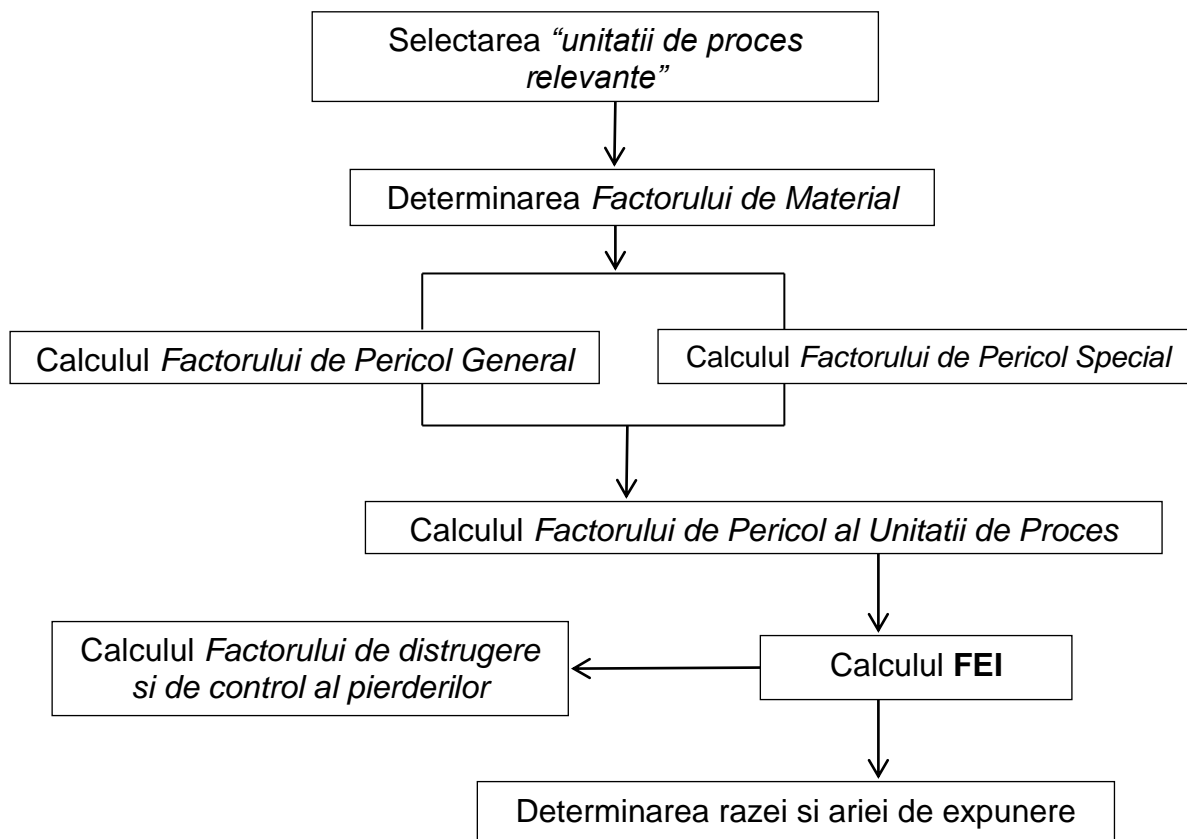 Selectarea “unitatii de proces
relevante”
Determinarea Factorului de Material
Calculul Factorului de Pericol General
Calculul Factorului de Pericol Special
Calculul Factorului de Pericol al Unitatii de Proces
Calculul Factorului de distrugere
si de control al pierderilor
Calculul FEI
Determinarea razei si ariei de expunere